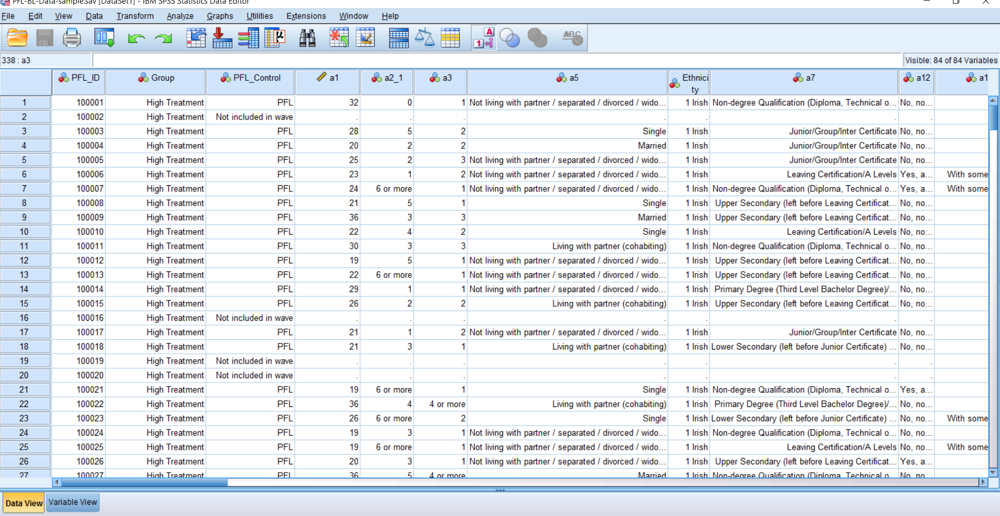 PFL-BL-Data-sample.sav [DataSet1] - IBM SPSS Statistics Data Editor
File Edit View Data Transform Analyze Graphs Utilities Extensions Window Help
A 1 μ ABC
338 : a3 Visible: 84 of 84 Variables
PFL_ID Group PFL_Control a1 a2_1 a3 a5 Ethnici a7 a12 a1
ty
1 100001 High Treatment PFL 32 0 1 Not living with partner / separated / divorced / wido... 1 Irish Non-degree Qualification (Diploma, Technical o... No, no...
2 100002 High Treatment Not included in wave . . . . . . .
3 100003 High Treatment PFL 28 5 2 Single 1 Irish Junior/Group/Inter Certificate No, no...
4 100004 High Treatment PFL 20 2 2 Married 1 Irish Junior/Group/Inter Certificate No, no...
5 100005 High Treatment PFL 25 2 3 Not living with partner / separated / divorced / wido... 1 Irish Junior/Group/Inter Certificate No, no...
6 100006 High Treatment PFL 23 1 2 Not living with partner / separated / divorced / wido... 1 Irish Leaving Certification/A Levels Yes, a... With some
7 100007 High Treatment PFL 24 6 or more 1 Not living with partner / separated / divorced / wido... 1 Irish Non-degree Qualification (Diploma, Technical o... Yes, a... With some
8 100008 High Treatment PFL 21 5 1 Single 1 Irish Upper Secondary (left before Leaving Certificat... No, no...
9 100009 High Treatment PFL 36 3 3 Married 1 Irish Upper Secondary (left before Leaving Certificat... No, no...
10 100010 High Treatment PFL 22 4 2 Single 1 Irish Leaving Certification/A Levels No, no...
11 100011 High Treatment PFL 30 3 3 Living with partner (cohabiting) 1 Irish Non-degree Qualification (Diploma, Technical o... No, no...
12 100012 High Treatment PFL 19 5 1 Not living with partner / separated / divorced / wido... 1 Irish Upper Secondary (left before Leaving Certificat... No, no...
13 100013 High Treatment PFL 22 6 or more 1 Not living with partner / separated / divorced / wido... 1 Irish Upper Secondary (left before Leaving Certificat... No, no...
14 100014 High Treatment PFL 29 1 1 Not living with partner / separated / divorced / wido... 1 Irish Primary Degree (Third Level Bachelor Degree)/... No, no...
15 100015 High Treatment PFL 26 2 2 Living with partner (cohabiting) 1 Irish Upper Secondary (left before Leaving Certificat... No, no...
16 100016 High Treatment Not included in wave . . . . . . .
17 100017 High Treatment PFL 21 1 2 Not living with partner / separated / divorced / wido... 1 Irish Junior/Group/Inter Certificate No, no...
18 100018 High Treatment PFL 21 3 1 Living with partner (cohabiting) 1 Irish Lower Secondary (left before Junior Certificate) ... No, no...
19 100019 High Treatment Not included in wave . . . . . . .
20 100020 High Treatment Not included in wave . . . . . . .
21 100021 High Treatment PFL 19 6 or more 1 Single 1 Irish Non-degree Qualification (Diploma, Technical o... Yes, a...
22 100022 High Treatment PFL 36 4 4 or more Living with partner (cohabiting) 1 Irish Primary Degree (Third Level Bachelor Degree)/... No, no...
23 100023 High Treatment PFL 26 6 or more 2 Single 1 Irish Lower Secondary (left before Junior Certificate) ... No, no... With some
24 100024 High Treatment PFL 19 3 1 Not living with partner / separated / divorced / wido... 1 Irish Non-degree Qualification (Diploma, Technical o... No, no...
25 100025 High Treatment PFL 19 6 or more 1 Not living with partner / separated / divorced / wido... 1 Irish Leaving Certification/A Levels No, no... With some
26 100026 High Treatment PFL 20 3 1 Not living with partner / separated / divorced / wido... 1 Irish Upper Secondary (left before Leaving Certificat... Yes, a...
27 100027 High Treatment PFL 36 5 4 or more Married 1 Irish Non-degree Qualification (Diploma, Technical o... No, no...
Data View Variable View